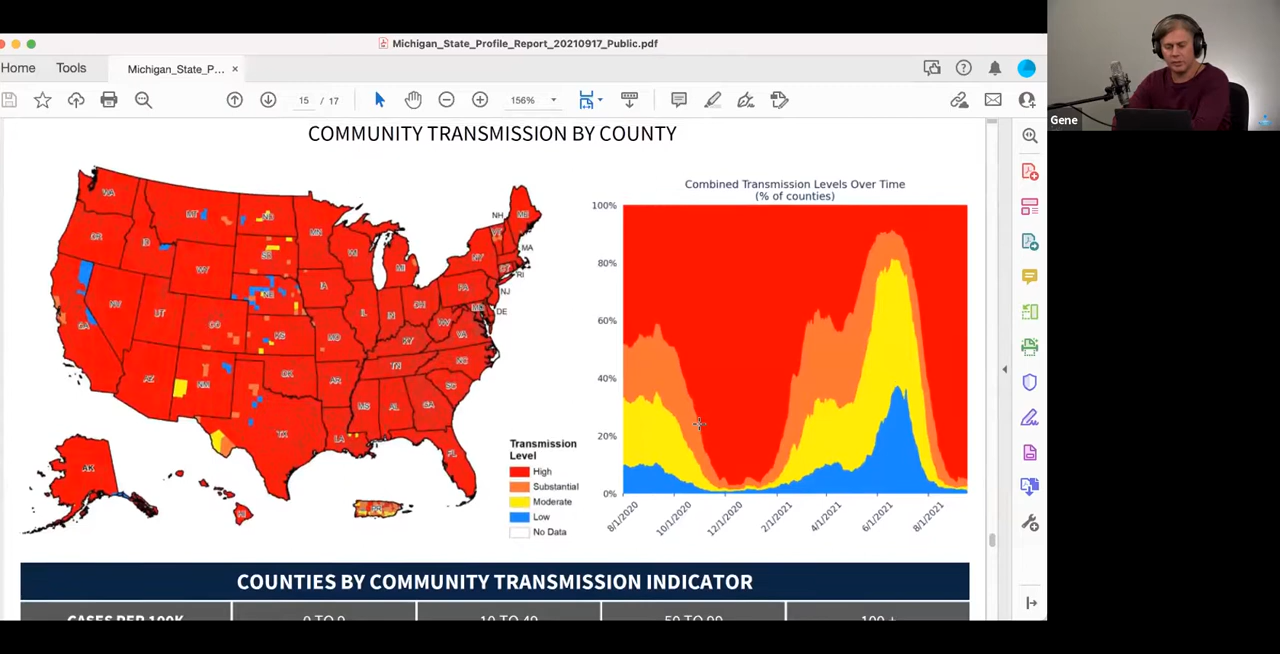 Michigan_State_Profile_Report_20210917_Public.pdf
Home
Tools
Michigan_State_P...
15 / 17
156%
Gene
COMMUNITY TRANSMISSION BY COUNTY
WA
OR
CA
NV
ID
MT
WY
UT
AZ
CO
NM
ND
SD
NE
KS
OK
TX
MN
IA
MO
AR
LA
WI
IL
MI
IN
OH
KY
TN
MS
AL
GA
FL
SC
NC
VA
WV
PA
NY
VT
NH
ME
MA
RI
CT
NJ
DE
MD
AK
HI
PR
Transmission
Level
High
Substantial
Moderate
Low
No Data
Combined Transmission Levels Over Time
(% of counties)
100%
80%
60%
40%
20%
0%
8/1/2020
10/1/2020
12/1/2020
2/1/2021
4/1/2021
6/1/2021
8/1/2021
COUNTIES BY COMMUNITY TRANSMISSION INDICATOR
CASES PER 100K
0 TO 9
10 TO 49
50 TO 99
100 +